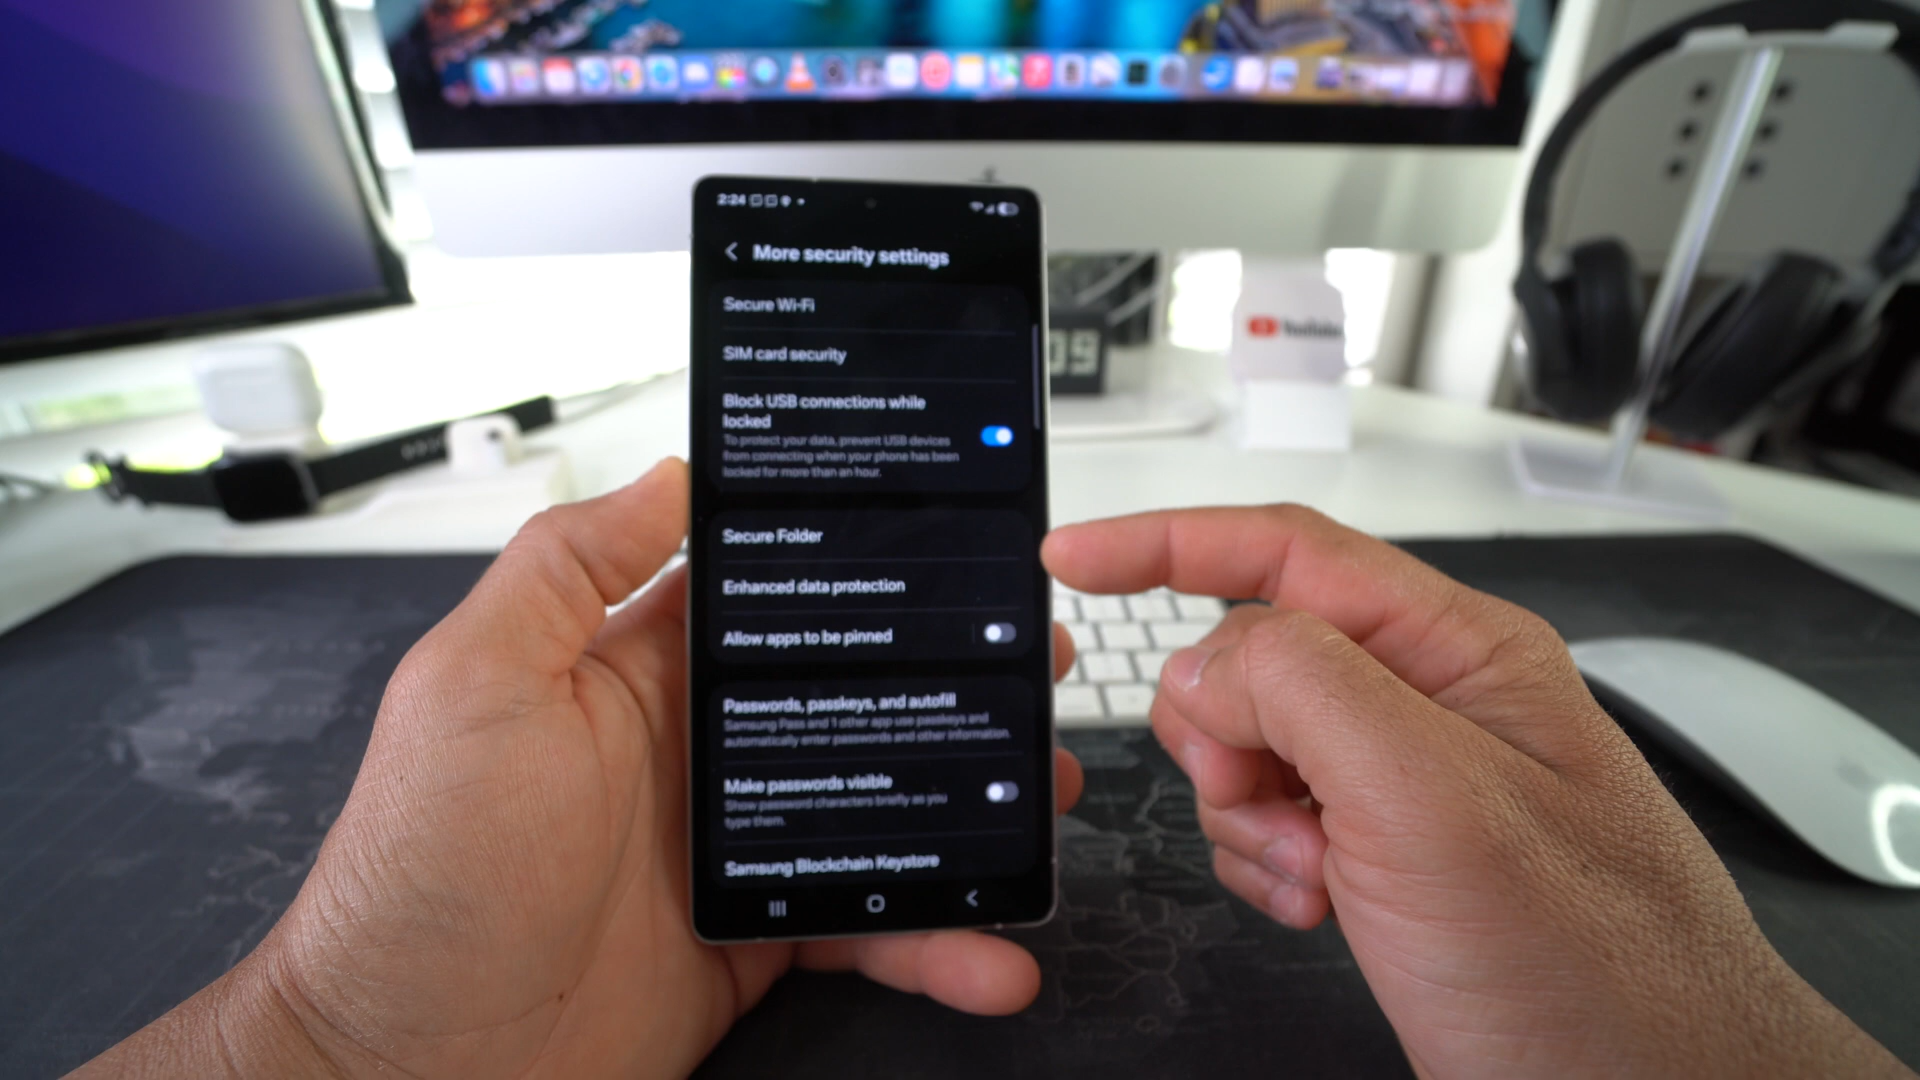 2:24
More security settings
Secure Wi-Fi
SIM card security
Block USB connections while
locked
To protect your data, prevent USB devices
from connecting when your phone has been
locked for more than an hour.
Secure Folder
Enhanced data protection
Allow apps to be pinned
Passwords, passkeys, and autofill
Samsung Pass and 1 other app use passkeys and
automatically enter passwords and other information.
Make passwords visible
Show password characters briefly as you
type them.
Samsung Blockchain Keystore
09
YouTube